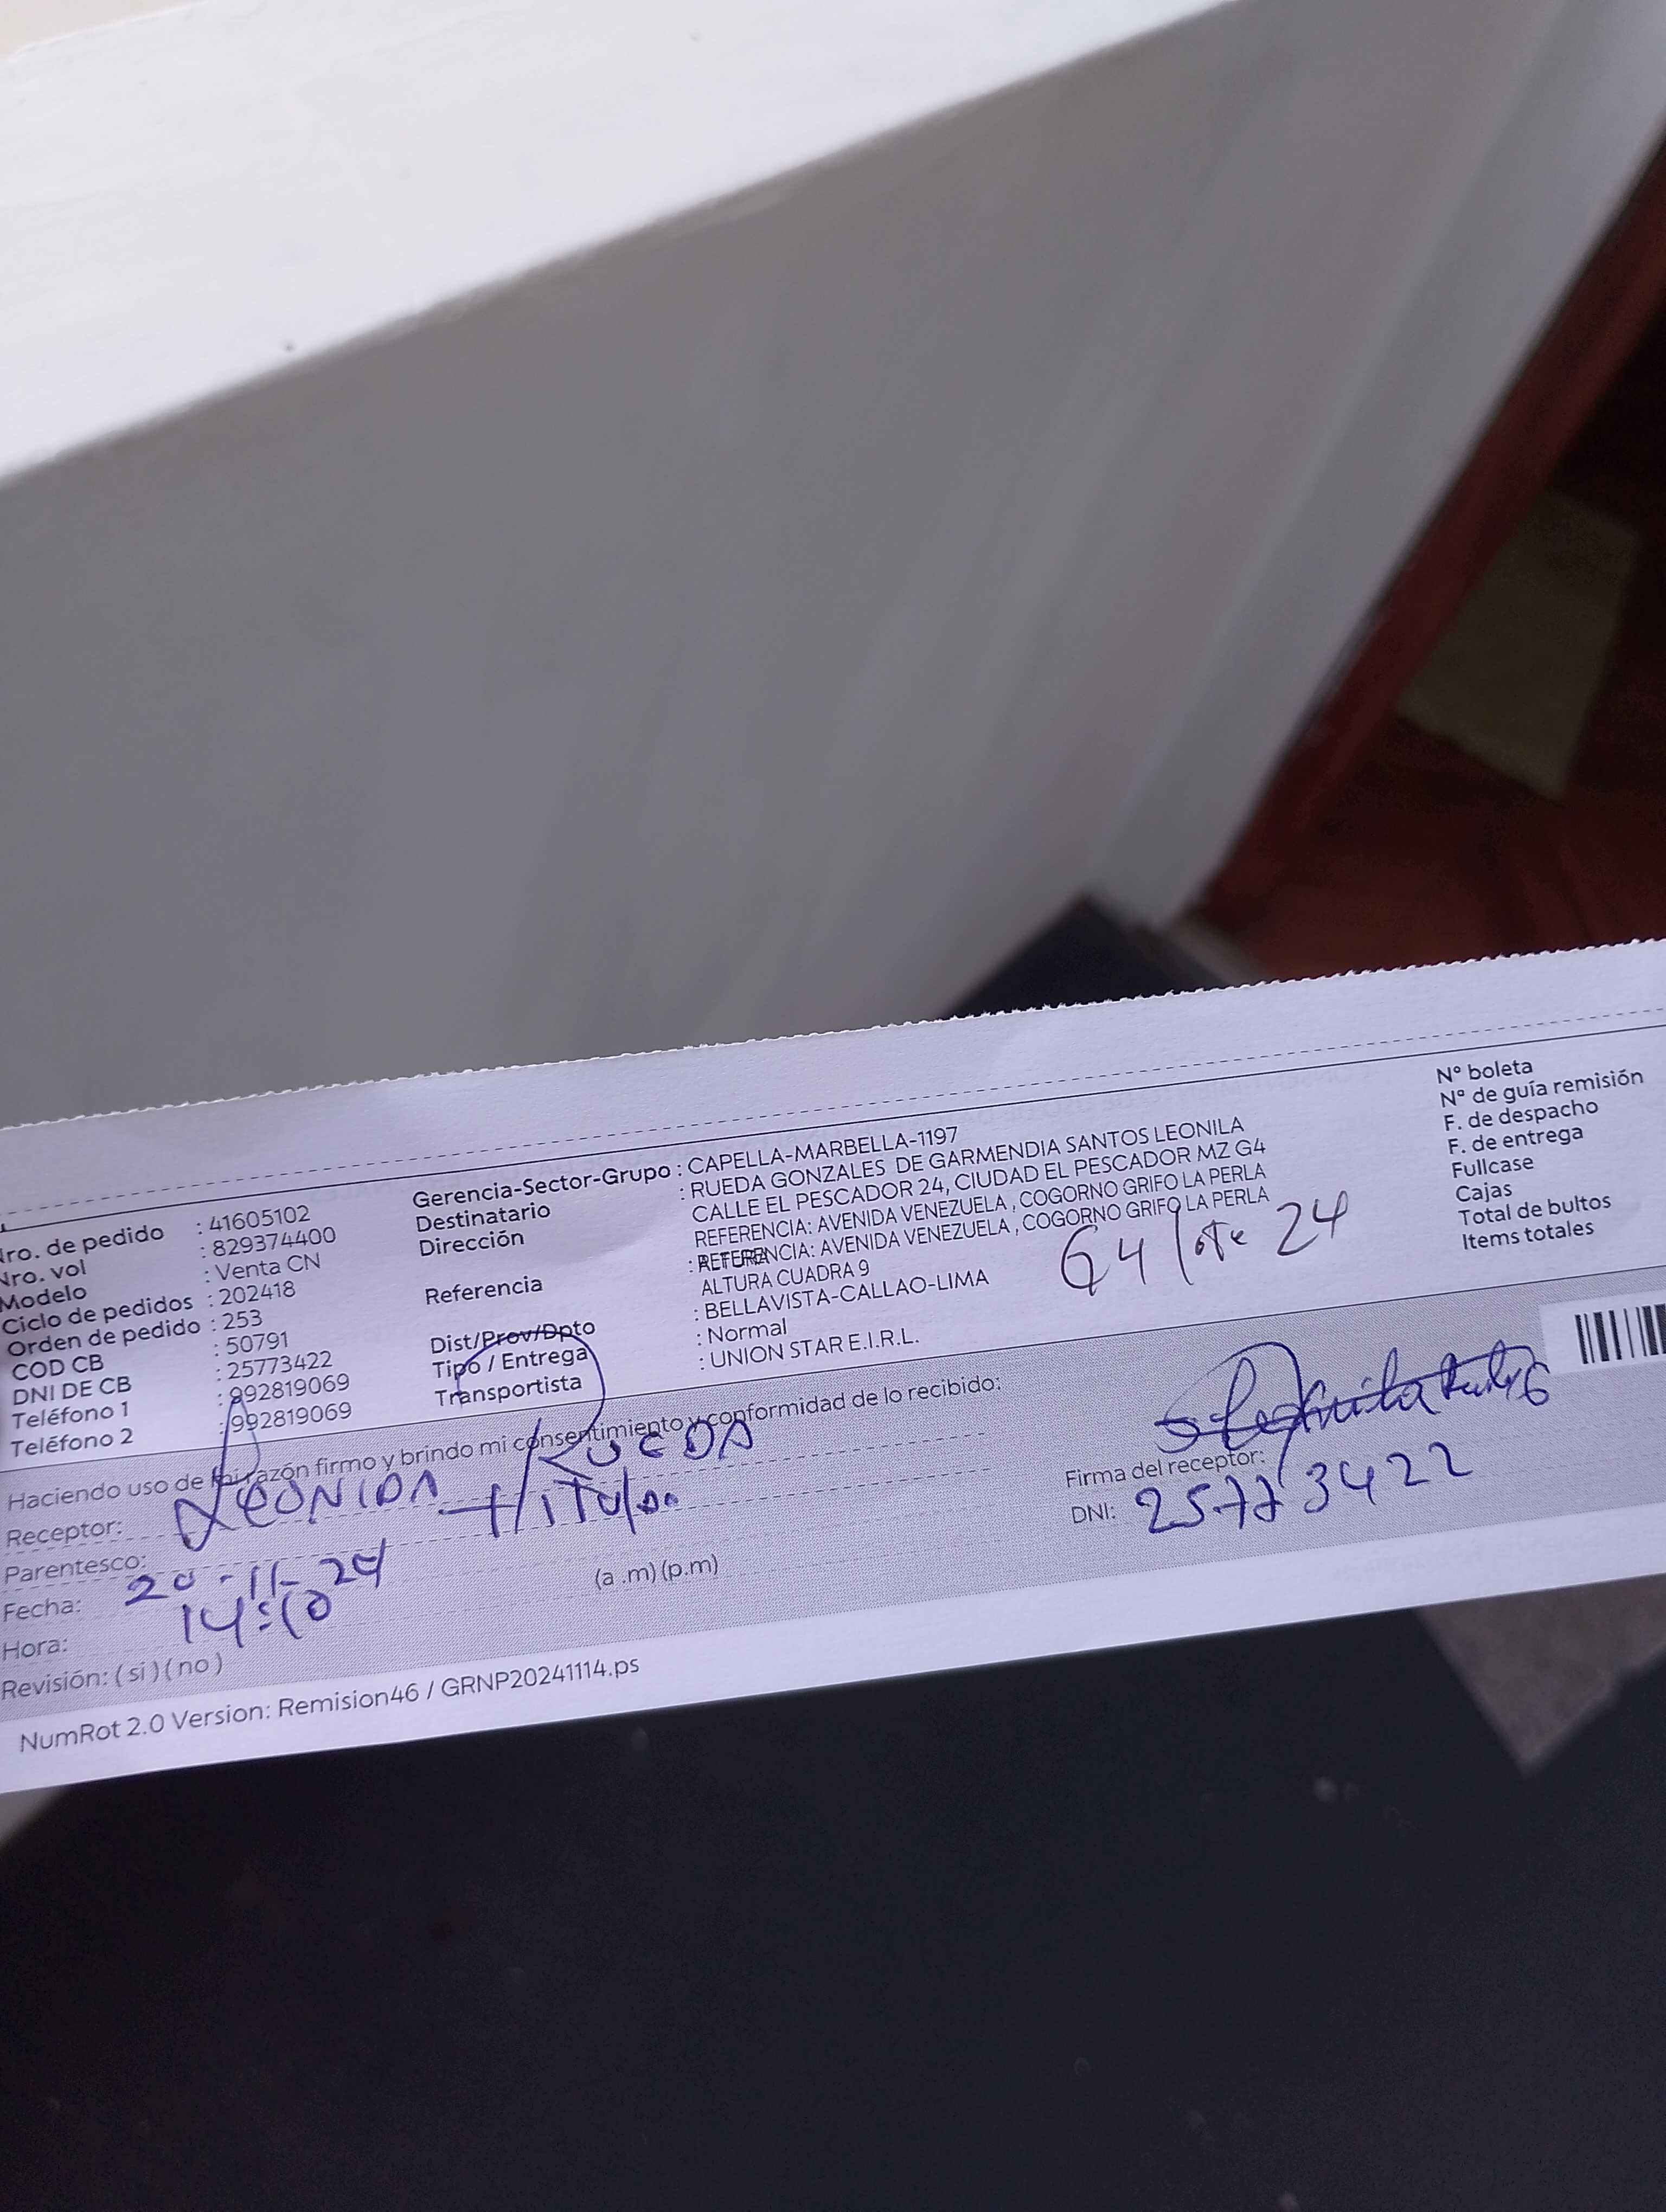 Nro. de pedido : 41605102
Nro. vol : 829374400
Modelo : Venta CN
Ciclo de pedidos : 202418
Orden de pedido : 253
COD CB : 50791
DNI DE CB : 25773422
Teléfono 1 : 992819069
Teléfono 2 : 992819069
Gerencia-Sector-Grupo : CAPELLA-MARBELLA-1197
Destinatario : RUEDA GONZALES DE GARMENDIA SANTOS LEONILA
Dirección CALLE EL PESCADOR 24, CIUDAD EL PESCADOR MZ G4
REFERENCIA: AVENIDA VENEZUELA , COGORNO GRIFO LA PERLA
Referencia : REFERENCIA: AVENIDA VENEZUELA , COGORNO GRIFO LA PERLA
ALTURA CUADRA 9
Dist/Prov/Dpto : BELLAVISTA-CALLAO-LIMA
Tipo / Entrega : Normal
Transportista : UNION STAR E.I.R.L.
G4 lote 24
N° boleta
N° de guía remisión
F. de despacho
F. de entrega
Fullcase
Cajas
Total de bultos
Items totales
Haciendo uso de mi razón firmo y brindo mi consentimiento y conformidad de lo recibido:
Receptor: LEONIDA RUEDA
Parentesco: titular
Fecha: 20-11-24
Hora: 14:10 (a .m) (p.m)
Revisión: ( sí ) ( no )
Firma del receptor:
DNI: 25773422
NumRot 2.0 Version: Remision46 / GRNP20241114.ps